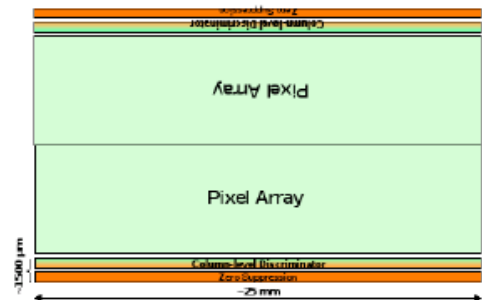 Zero Suppression
Column-level Discriminator
Pixel Array
Pixel Array
Column-level Discriminator
Zero Suppression
~1500 µm
~25 mm